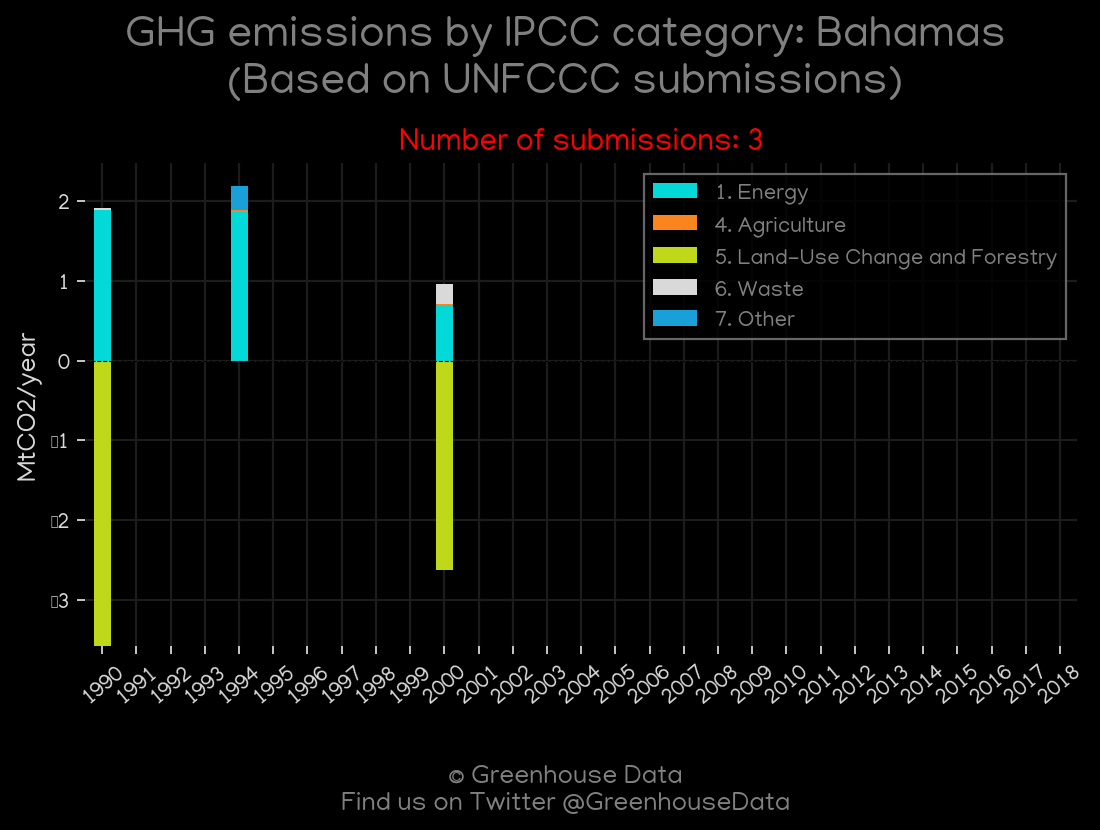 GHG emissions by IPCC category: Bahamas
(Based on UNFCCC submissions)
Number of submissions: 3
1. Energy
4. Agriculture
5. Land-Use Change and Forestry
6. Waste
7. Other
MtCO2/year
2
1
0
▯1
▯2
▯3
1990 1991 1992 1993 1994 1995 1996 1997 1998 1999 2000 2001 2002 2003 2004 2005 2006 2007 2008 2009 2010 2011 2012 2013 2014 2015 2016 2017 2018
© Greenhouse Data
Find us on Twitter @GreenhouseData